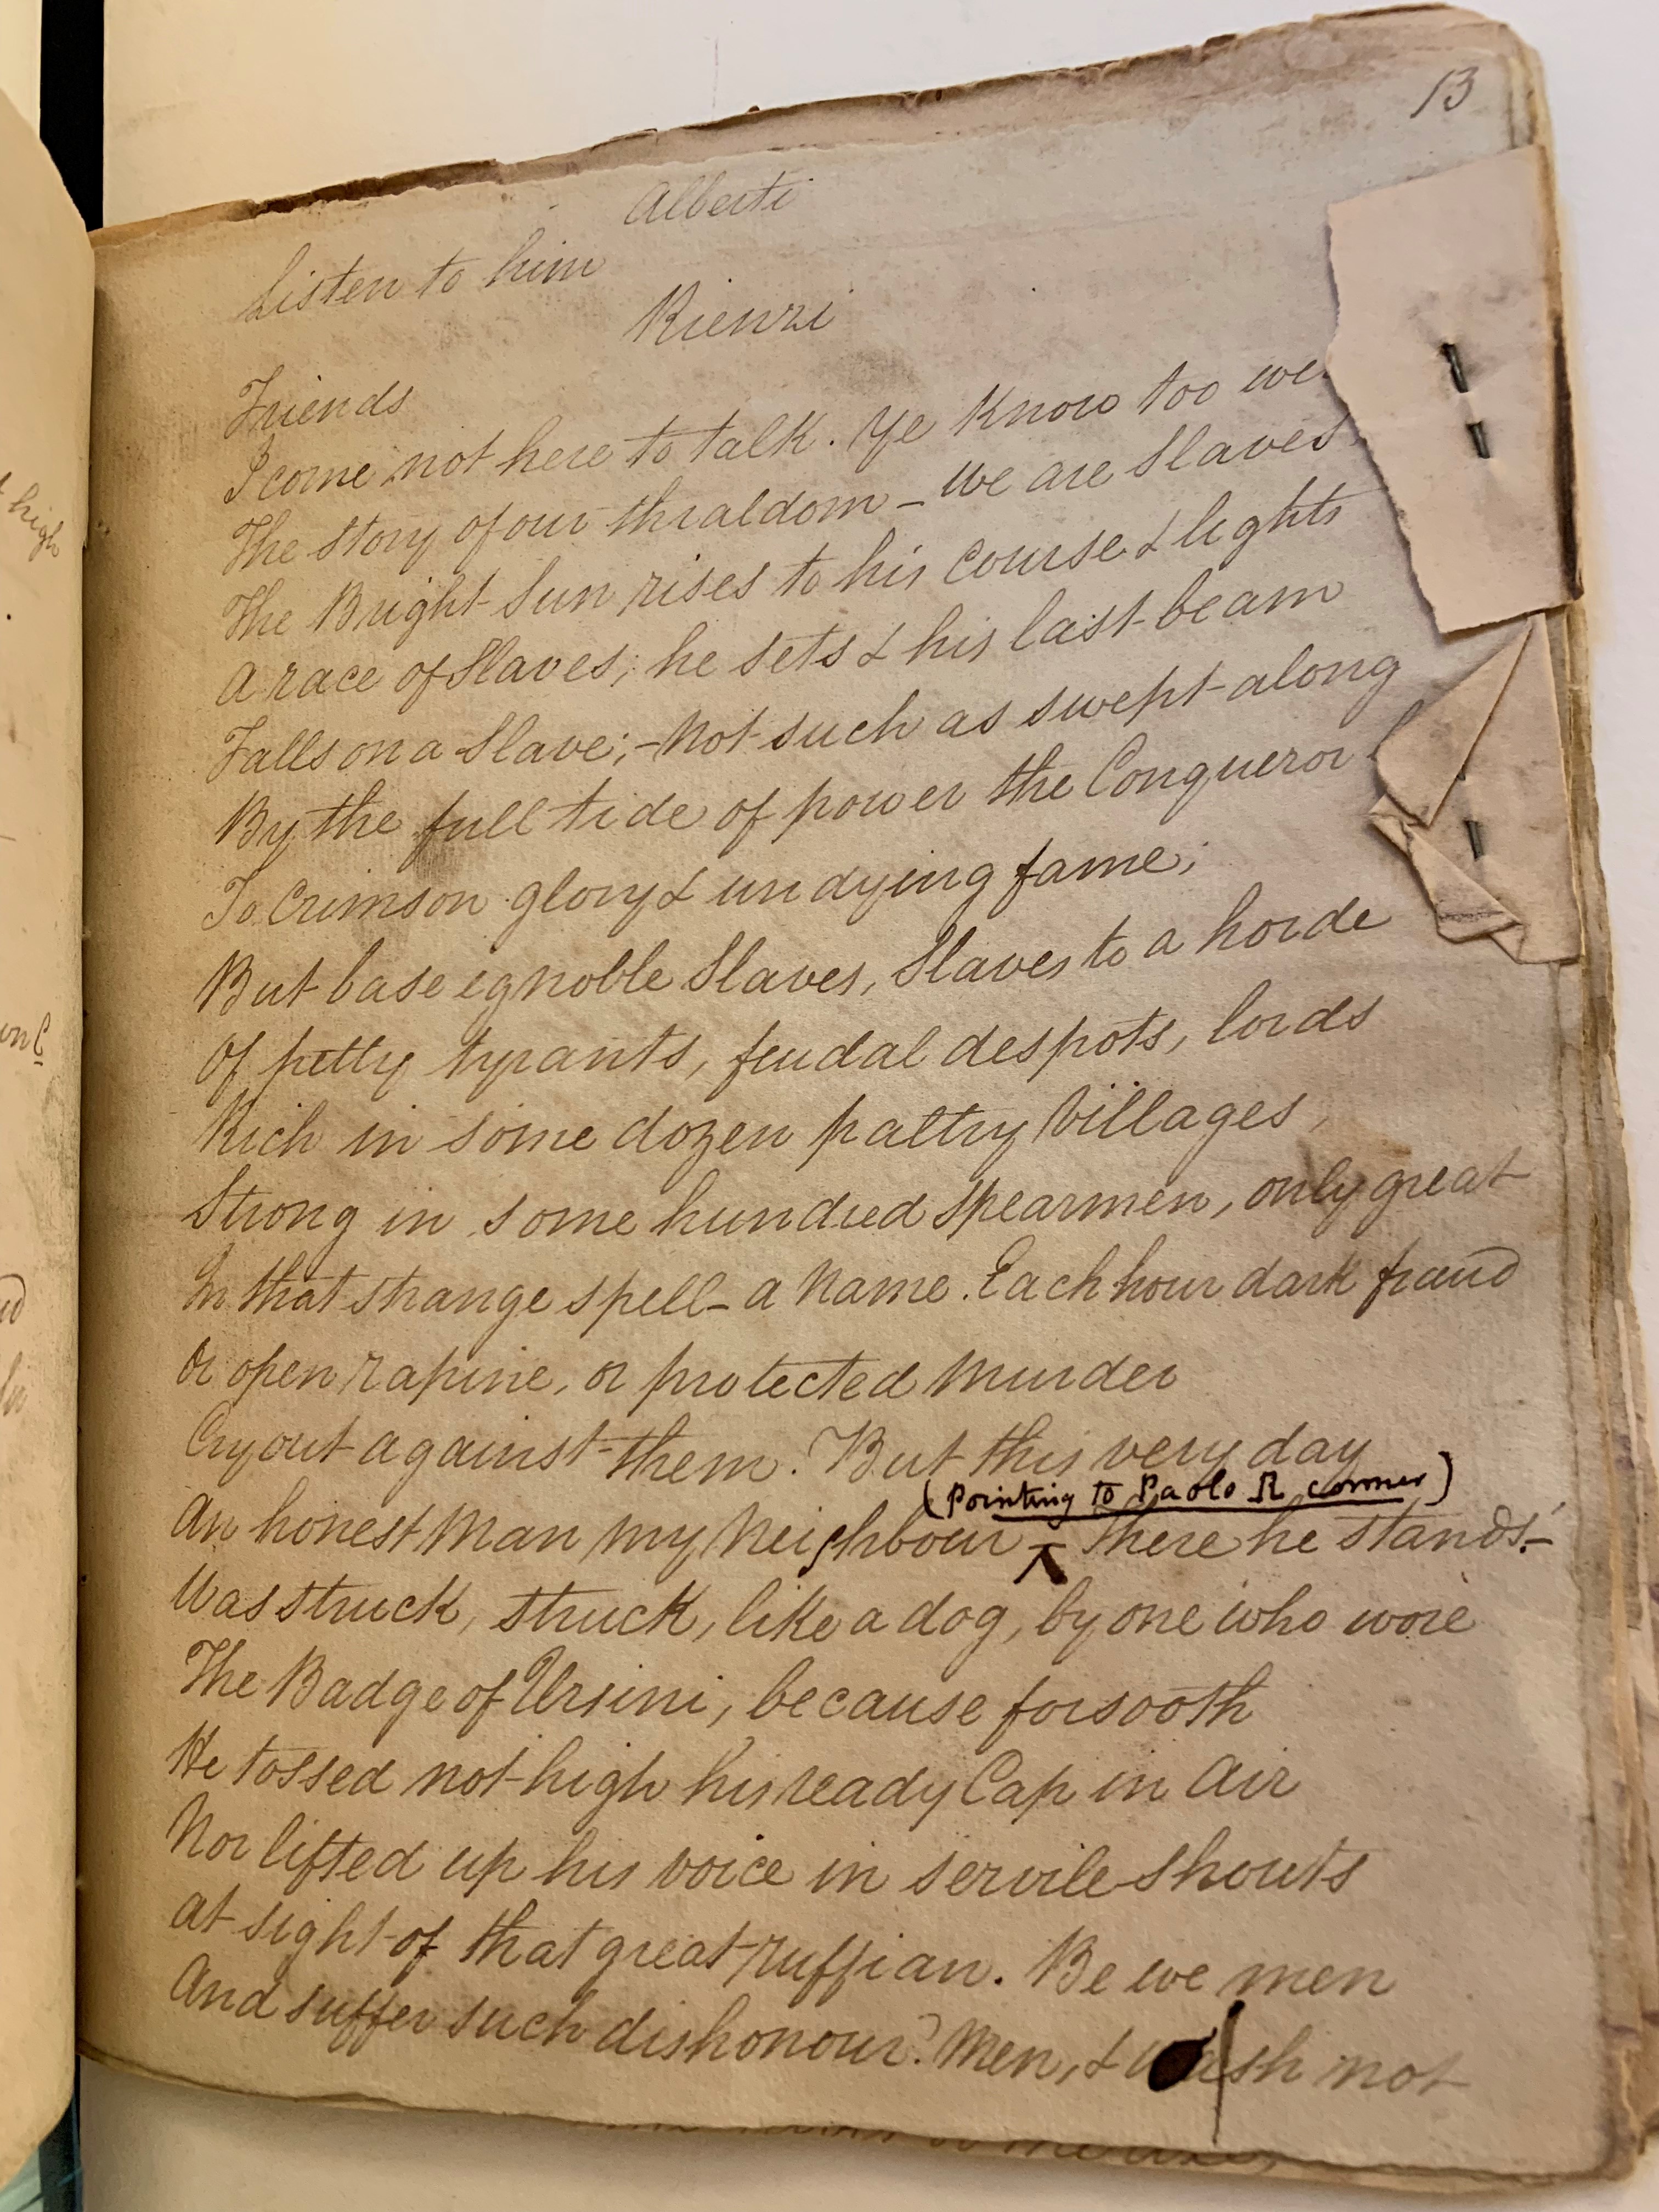 13
Alberti
Listen to him
Rienzi
Friends
I come not here to talk. Ye Know too we
The story of our thraldom - We are Slaves
The Bright Sun rises to his Course & lights
A race of Slaves; he sets & his last beam
Falls on a Slave; - Not such as swept along
By the full tide of power the Conqueror
To Crimson glory & undying fame;
But base ignoble Slaves, Slaves to a horde
Of petty tyrants, feudal despots, lords
Rich in some dozen paltry Villages,
Strong in some hundred Spearmen, only great
In that strange spell - a Name. Each hour dark fraud
Or open rapine, or protected Murder
Cry out against them. But this very day
(Pointing to Paolo R corner)
An honest Man my Neighbour - There he stands! -
Was struck, struck, like a dog, by one who wore
The Badge of Ursini, because forsooth
He tossed not high his ready Cap in Air
Nor lifted up his voice in servile shouts
At sight of that great ruffian. Be we men
And suffer such dishonour? Men, & wash not
high